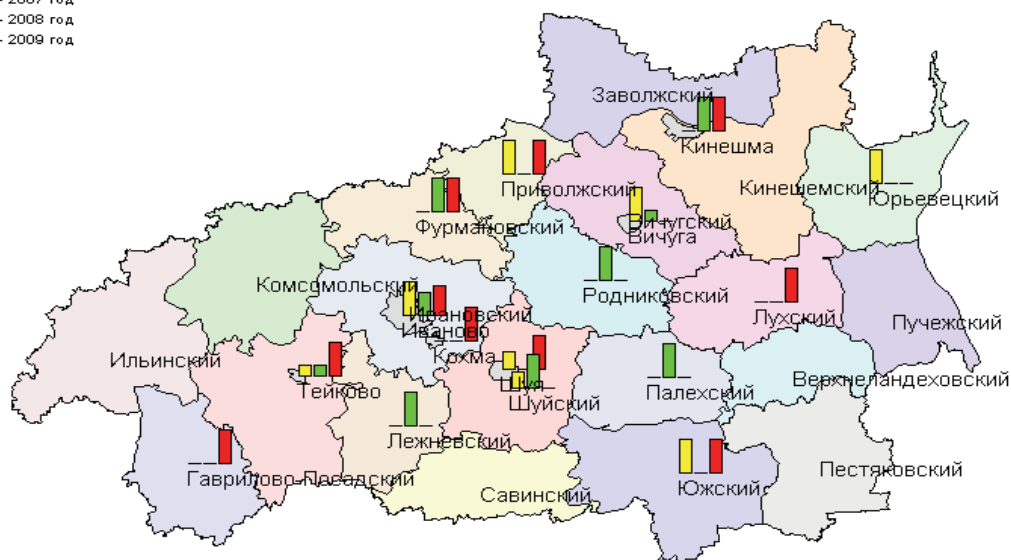 - 2008 год
- 2009 год
Заволжский
Кинешма
Приволжский
Кинешемский
Юрьевецкий
Фурмановский
Вичугский
Вичуга
Комсомольский
Родниковский
Ивановский
Иваново
Лухский
Пучежский
Кохма
Ильинский
Тейково
Шуя
Шуйский
Палехский
Верхнеландеховский
Лежневский
Гаврилово-Посадский
Савинский
Южский
Пестяковский